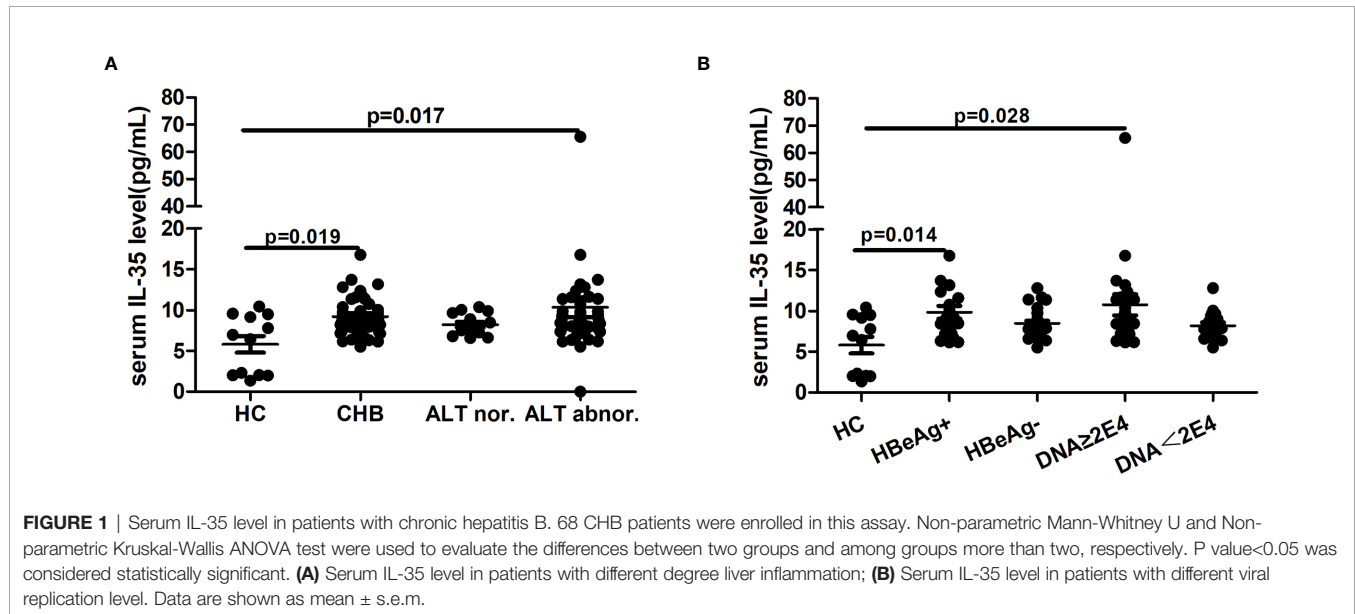 A
B
serum IL-35 level(pg/mL)
80
70
60
50
40
20
15
10
5
0
p=0.017
p=0.019
HC
CHB
ALT nor.
ALT abnor.
serum IL-35 level(pg/mL)
80
70
60
50
40
20
15
10
5
0
p=0.028
p=0.014
HC
HBeAg+
HBeAg-
DNA≥2E4
DNA<2E4
FIGURE 1 | Serum IL-35 level in patients with chronic hepatitis B. 68 CHB patients were enrolled in this assay. Non-parametric Mann-Whitney U and Non-
parametric Kruskal-Wallis ANOVA test were used to evaluate the differences between two groups and among groups more than two, respectively. P value<0.05 was
considered statistically significant. (A) Serum IL-35 level in patients with different degree liver inflammation; (B) Serum IL-35 level in patients with different viral
replication level. Data are shown as mean ± s.e.m.